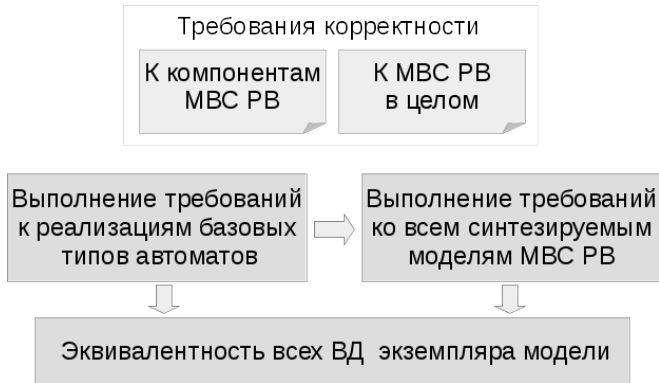 Требования корректности
К компонентам
МВС РВ
К МВС РВ
в целом
Выполнение требований
к реализациям базовых
типов автоматов
Выполнение требований
ко всем синтезируемым
моделям МВС РВ
Эквивалентность всех ВД экземпляра модели